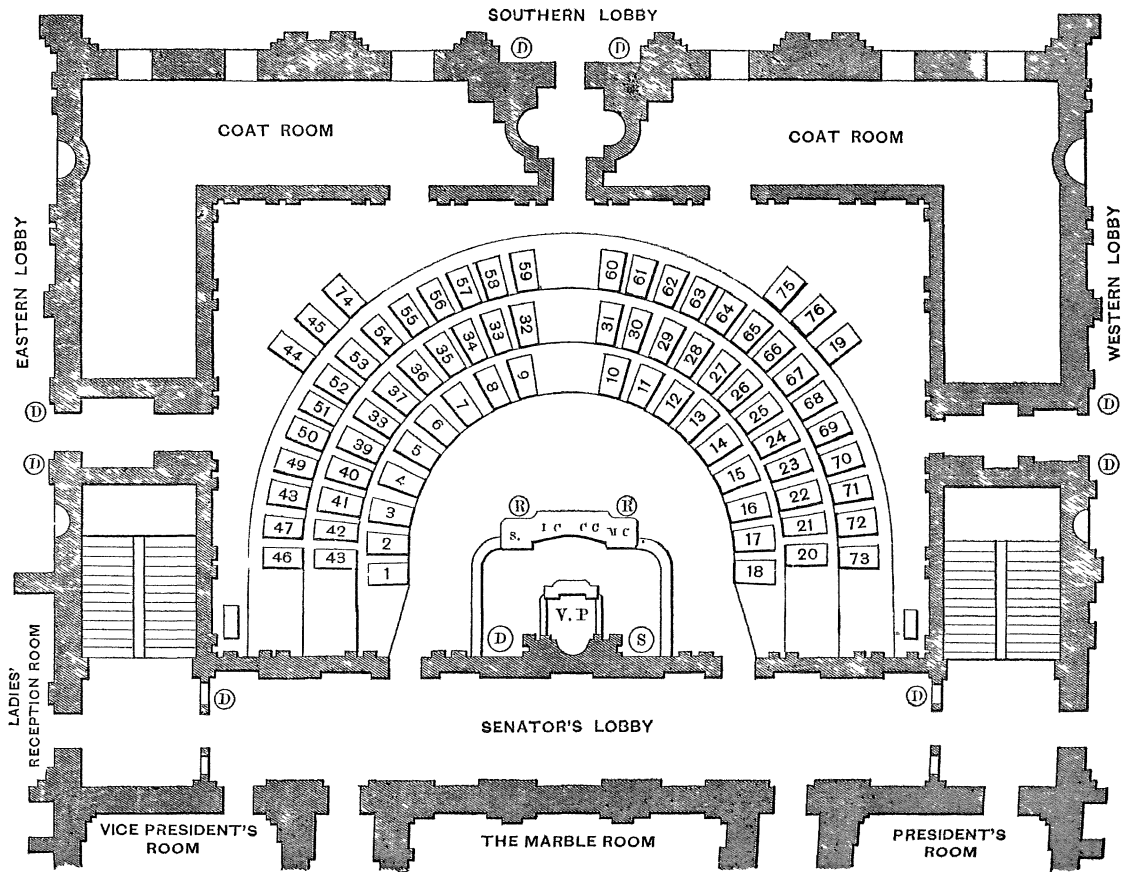 SOUTHERN LOBBY
D
D
COAT ROOM
COAT ROOM
EASTERN LOBBY
WESTERN LOBBY
D
D
D
D
74
45
44
75
76
19
46
47
43
49
50
51
52
53
54
55
56
57
58
59
60
61
62
63
64
65
66
67
68
69
70
71
72
73
43
42
41
40
39
33
37
36
35
34
33
32
31
30
29
28
27
26
25
24
23
22
21
20
1
2
3
4
5
6
7
8
9
10
11
12
13
14
15
16
17
18
R
R
S. I C C C M C
V. P
D
S
D
D
LADIES'
RECEPTION ROOM
SENATOR'S LOBBY
VICE PRESIDENT'S
ROOM
THE MARBLE ROOM
PRESIDENT'S
ROOM